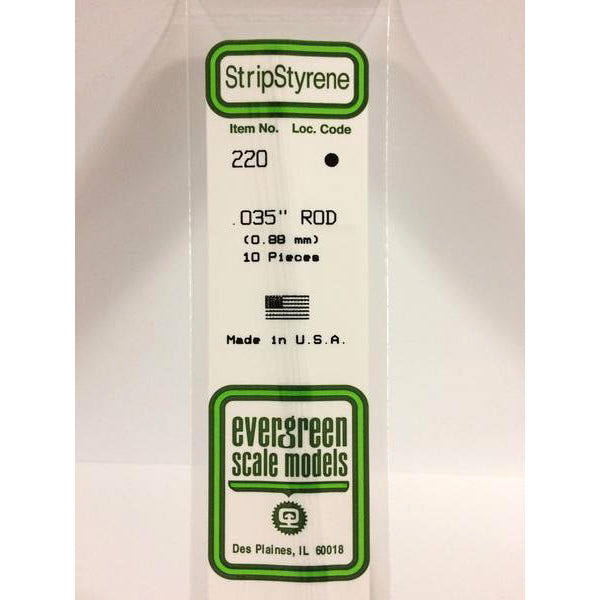 StripStyrene
Item No. Loc. Code
220 ●
.035" ROD
(0.88 mm)
10 Pieces
Made in U.S.A.
evergreen
scale models
Des Plaines, IL 60018